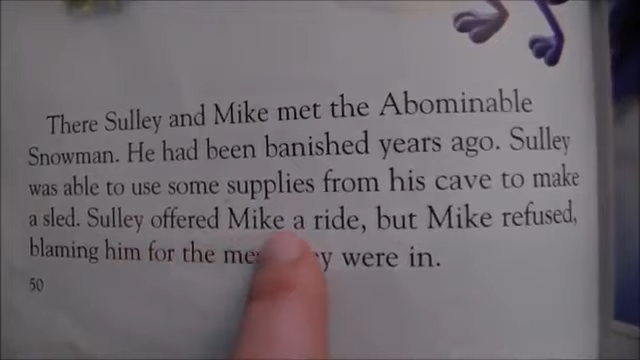 There Sulley and Mike met the Abominable
Snowman. He had been banished years ago. Sulley
was able to use some supplies from his cave to make
a sled. Sulley offered Mike a ride, but Mike refused,
blaming him for the were in.
50